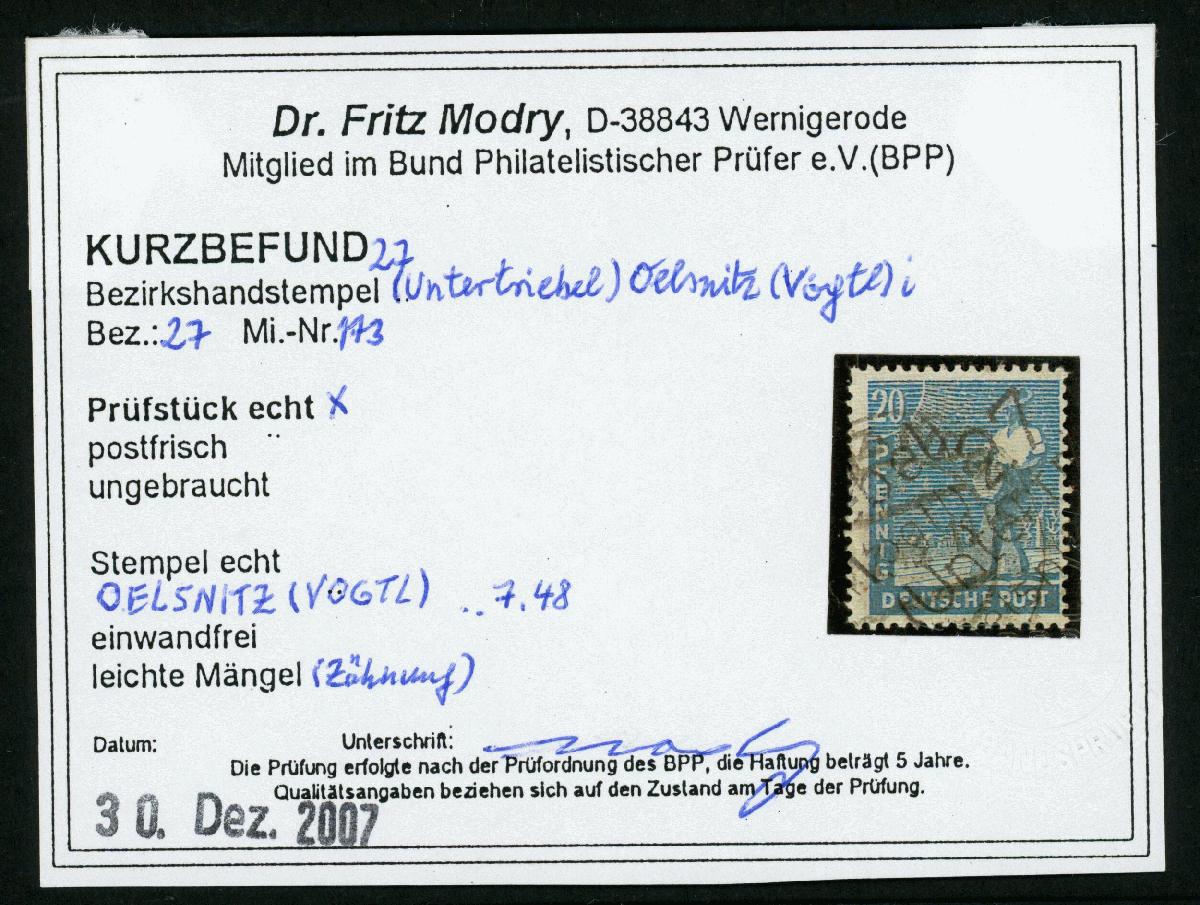 Dr. Fritz Modry, D-38843 Wernigerode
Mitglied im Bund Philatelistischer Prüfer e.V.(BPP)
KURZBEFUND 27
Bezirkshandstempel (Untertriebel) Oelsnitz (Vogtl) i
Bez.: 27 Mi.-Nr. 173
Prüfstück echt X
postfrisch
ungebraucht
Stempel echt
OELSNITZ (VOGTL) ..7.48
einwandfrei
leichte Mängel (Zähnung)
Datum: Unterschrift:
Die Prüfung erfolgte nach der Prüfordnung des BPP, die Haftung beträgt 5 Jahre.
Qualitätsangaben beziehen sich auf den Zustand am Tage der Prüfung.
30. Dez. 2007
20
PFENNIG
DEUTSCHE POST